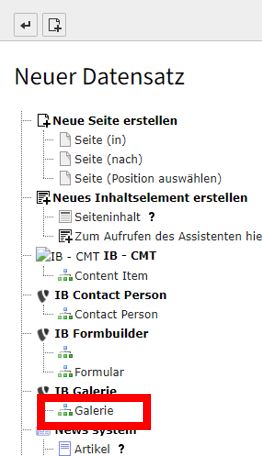 Neuer Datensatz
Neue Seite erstellen
Seite (in)
Seite (nach)
Seite (Position auswählen)
Neues Inhaltselement erstellen
Seiteninhalt ?
Zum Aufrufen des Assistenten hie
IB - CMT IB - CMT
Content Item
IB Contact Person
Contact Person
IB Formbuilder
Formular
IB Galerie
Galerie
News system
Artikel ?